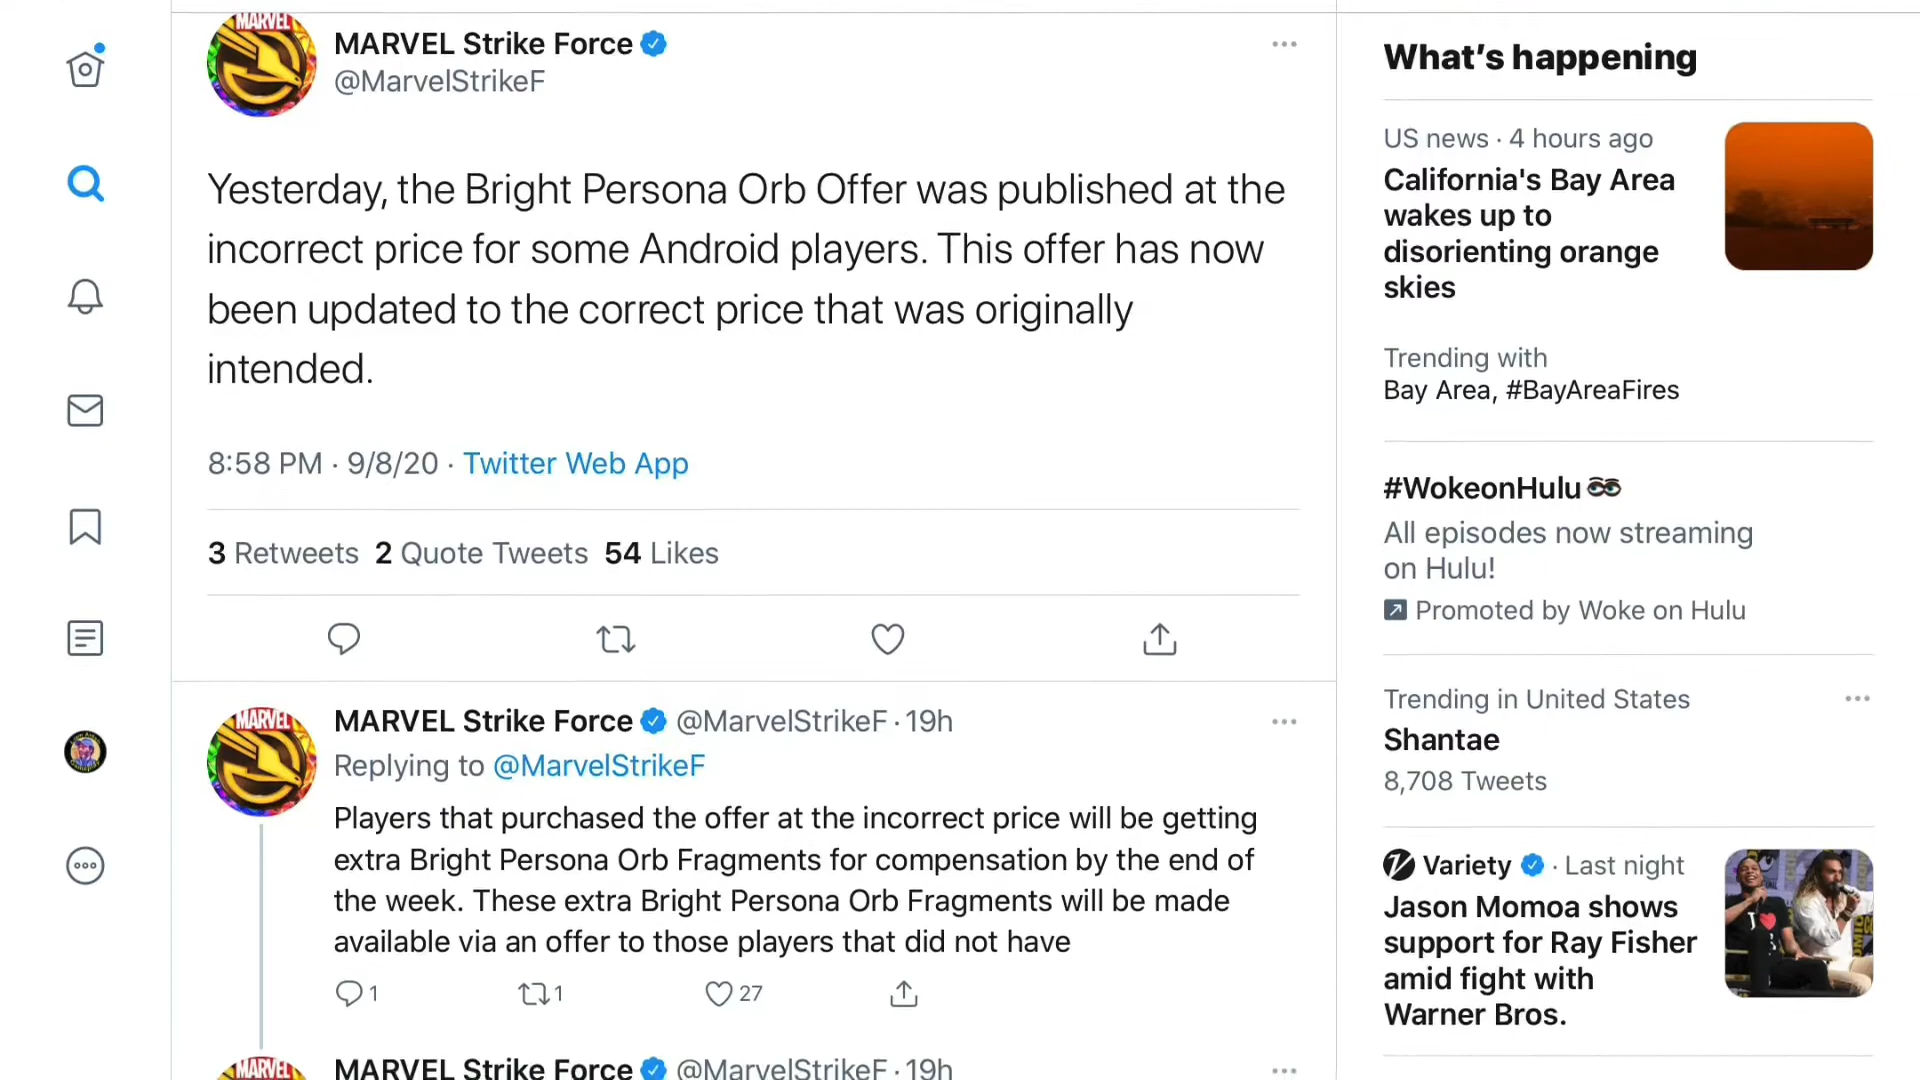 MARVEL
MARVEL Strike Force
@MarvelStrikeF
Yesterday, the Bright Persona Orb Offer was published at the
incorrect price for some Android players. This offer has now
been updated to the correct price that was originally
intended.
8:58 PM · 9/8/20 · Twitter Web App
3 Retweets 2 Quote Tweets 54 Likes
MARVEL
MARVEL Strike Force @MarvelStrikeF · 19h
Replying to @MarvelStrikeF
Players that purchased the offer at the incorrect price will be getting
extra Bright Persona Orb Fragments for compensation by the end of
the week. These extra Bright Persona Orb Fragments will be made
available via an offer to those players that did not have
1 1 27
MARVEL
MARVEL Strike Force @MarvelStrikeF · 19h
What's happening
US news · 4 hours ago
California's Bay Area
wakes up to
disorienting orange
skies
Trending with
Bay Area, #BayAreaFires
#WokeonHulu
All episodes now streaming
on Hulu!
Promoted by Woke on Hulu
Trending in United States
Shantae
8,708 Tweets
Variety · Last night
Jason Momoa shows
support for Ray Fisher
amid fight with
Warner Bros.